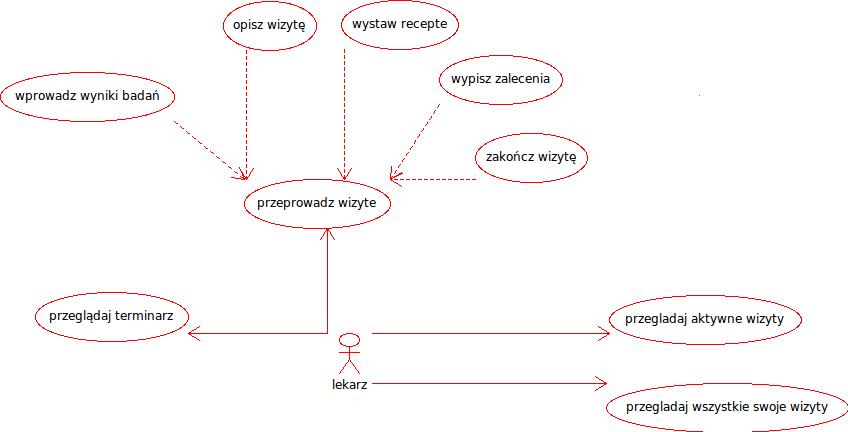 opisz wizytę
wystaw recepte
wypisz zalecenia
wprowadz wyniki badań
zakończ wizytę
przeprowadz wizyte
przeglądaj terminarz
przegladaj aktywne wizyty
lekarz
przegladaj wszystkie swoje wizyty